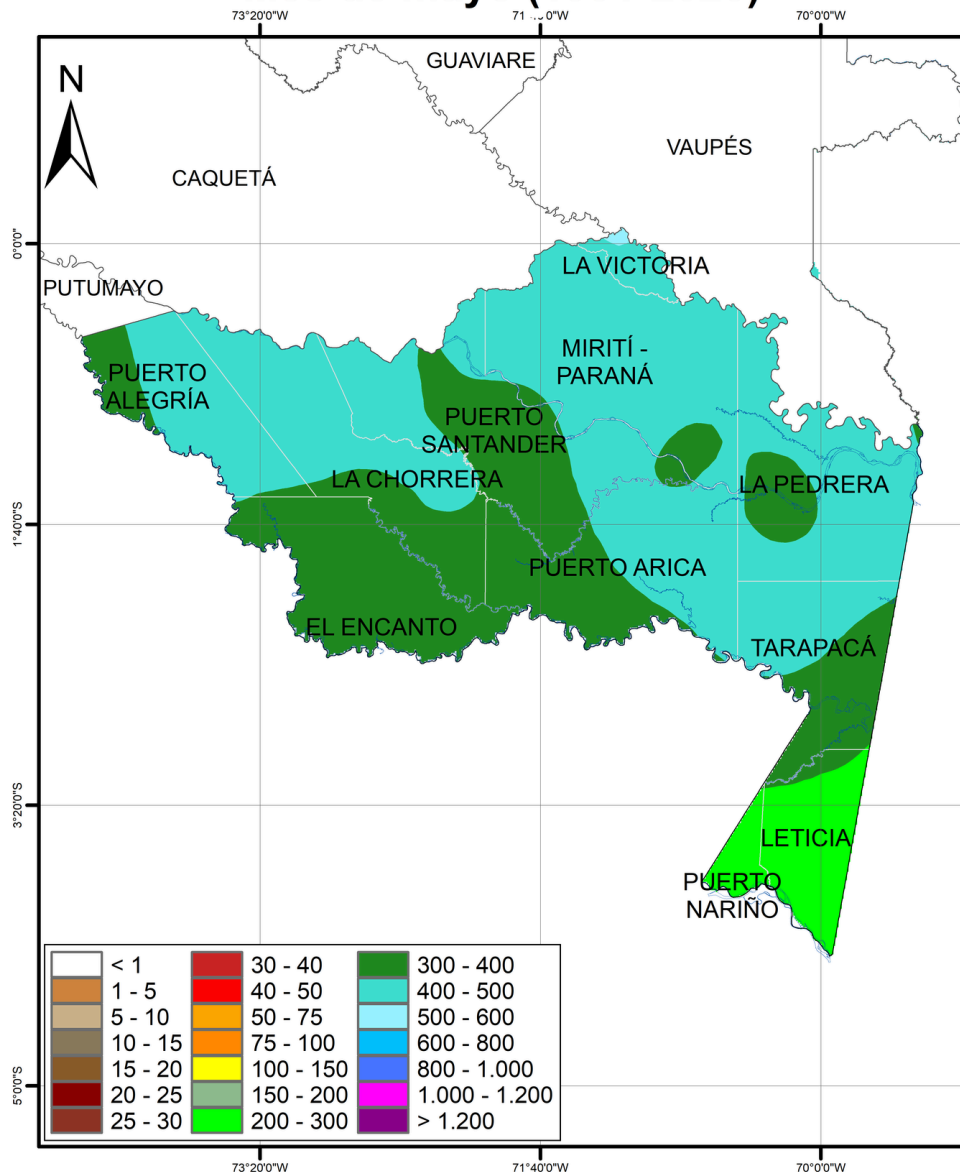 73°20'0"W
70°0'0"W
N
GUAVIARE
VAUPÉS
CAQUETÁ
0°0'0"
LA VICTORIA
PUTUMAYO
MIRITÍ -
PARANÁ
PUERTO
ALEGRÍA
PUERTO
SANTANDER
LA CHORRERA
LA PEDRERA
1°40'0"S
PUERTO ARICA
EL ENCANTO
TARAPACÁ
3°20'0"S
LETICIA
PUERTO
NARIÑO
< 1
1 - 5
5 - 10
10 - 15
15 - 20
20 - 25
25 - 30
30 - 40
40 - 50
50 - 75
75 - 100
100 - 150
150 - 200
200 - 300
300 - 400
400 - 500
500 - 600
600 - 800
800 - 1.000
1.000 - 1.200
> 1.200
5°0'0"S
73°20'0"W
71°40'0"W
70°0'0"W